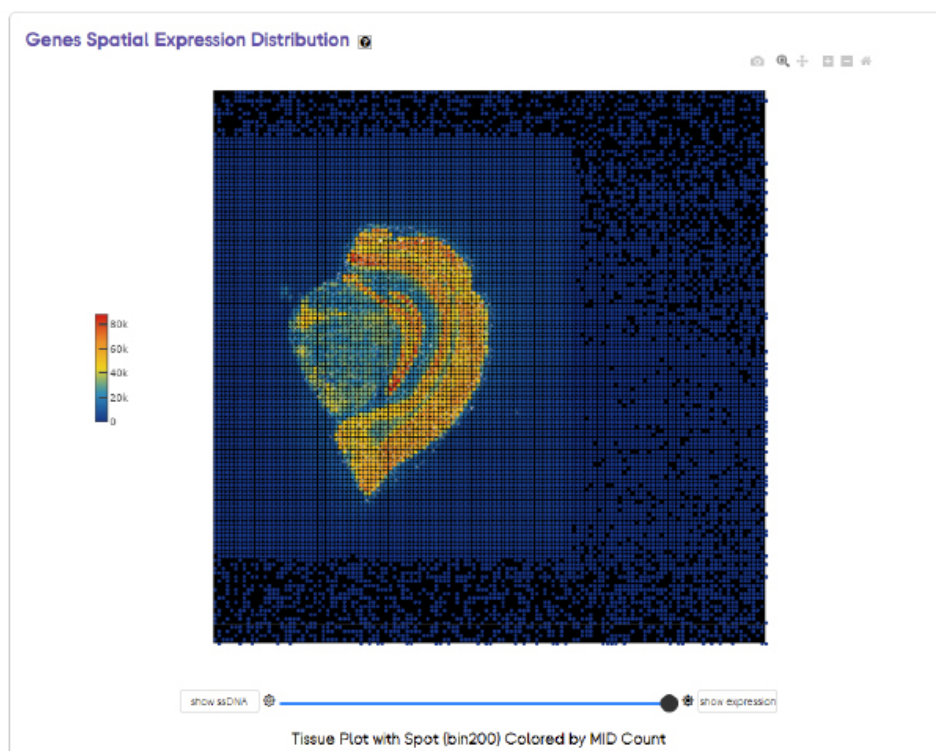 Genes Spatial Expression Distribution
80k
60k
40k
20k
0
show ssDNA
show expression
Tissue Plot with Spot (bin200) Colored by MID Count